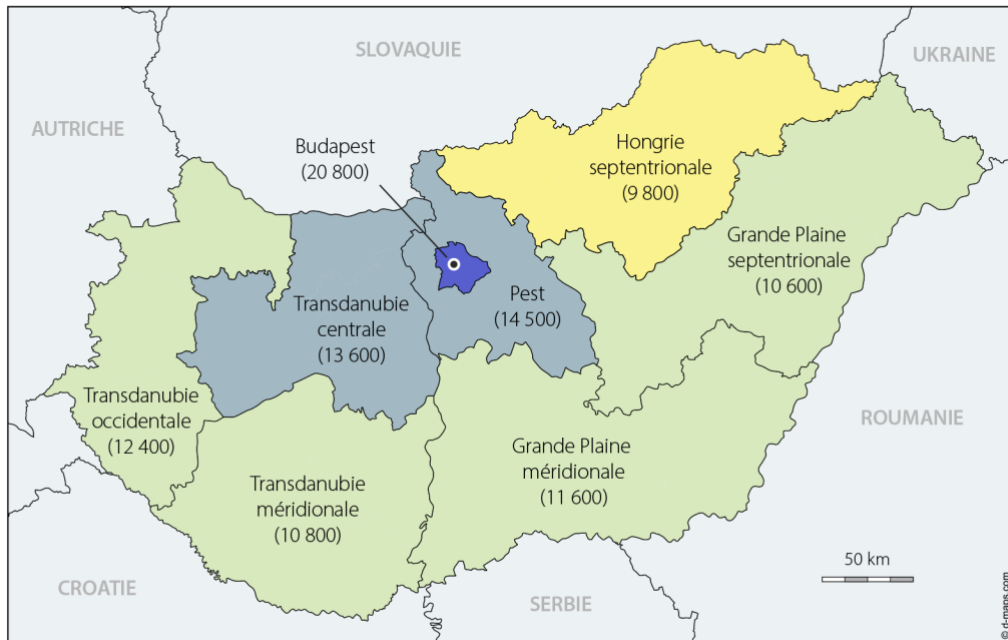 SLOVAQUIE
UKRAINE
AUTRICHE
Budapest
(20 800)
Hongrie
septentrionale
(9 800)
Grande Plaine
septentrionale
(10 600)
Transdanubie
centrale
(13 600)
Pest
(14 500)
Transdanubie
occidentale
(12 400)
ROUMANIE
Grande Plaine
méridionale
(11 600)
Transdanubie
méridionale
(10 800)
50 km
CROATIE
SERBIE
© d-maps.com